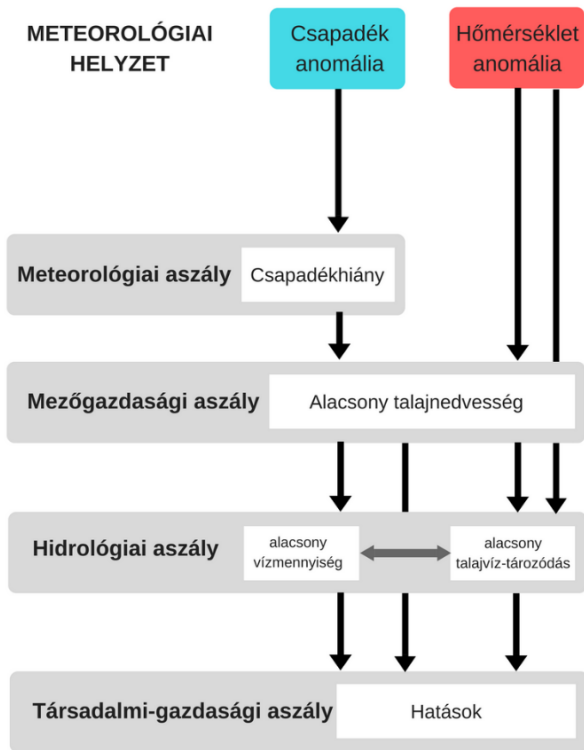 METEOROLÓGIAI
HELYZET
Csapadék
anomália
Hőmérséklet
anomália
Meteorológiai aszály
Csapadékhiány
Mezőgazdasági aszály
Alacsony talajnedvesség
Hidrológiai aszály
alacsony
vízmennyiség
alacsony
talajvíz-tározódás
Társadalmi-gazdasági aszály
Hatások